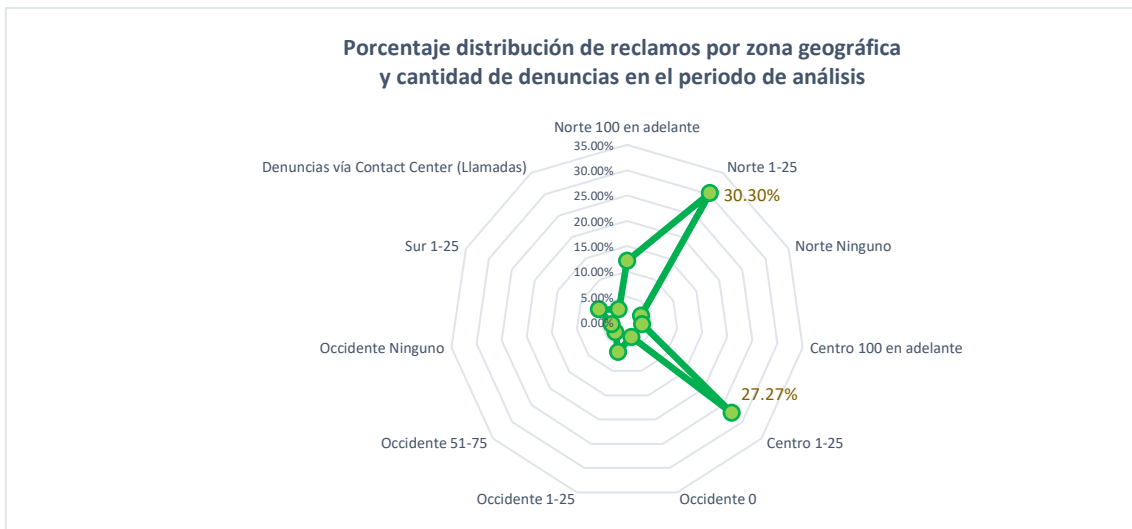 Porcentaje distribución de reclamos por zona geográfica
y cantidad de denuncias en el periodo de análisis
Norte 100 en adelante
35.00%
Denuncias vía Contact Center (Llamadas)
Norte 1-25
30.00%
30.30%
25.00%
20.00%
Sur 1-25
Norte Ninguno
15.00%
10.00%
5.00%
0.00%
Occidente Ninguno
Centro 100 en adelante
27.27%
Occidente 51-75
Centro 1-25
Occidente 1-25
Occidente 0